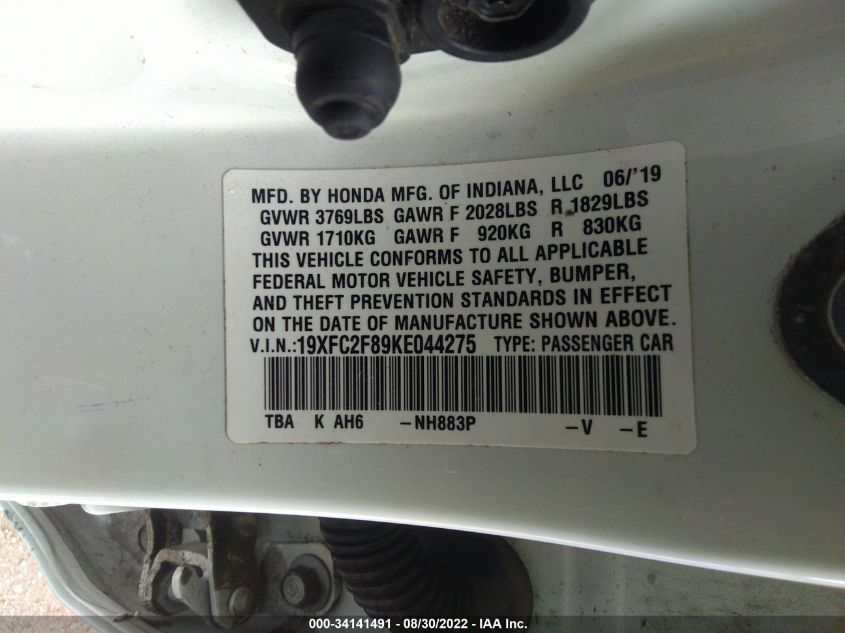 MFD. BY HONDA MFG. OF INDIANA, LLC 06/'19
GVWR 3769LBS GAWR F 2028LBS R 1829LBS
GVWR 1710KG GAWR F 920KG R 830KG
THIS VEHICLE CONFORMS TO ALL APPLICABLE
FEDERAL MOTOR VEHICLE SAFETY, BUMPER,
AND THEFT PREVENTION STANDARDS IN EFFECT
ON THE DATE OF MANUFACTURE SHOWN ABOVE.
V.I.N.:19XFC2F89KE044275 TYPE: PASSENGER CAR
TBA K AH6 –NH883P –V –E
000-34141491 - 08/30/2022 - IAA Inc.